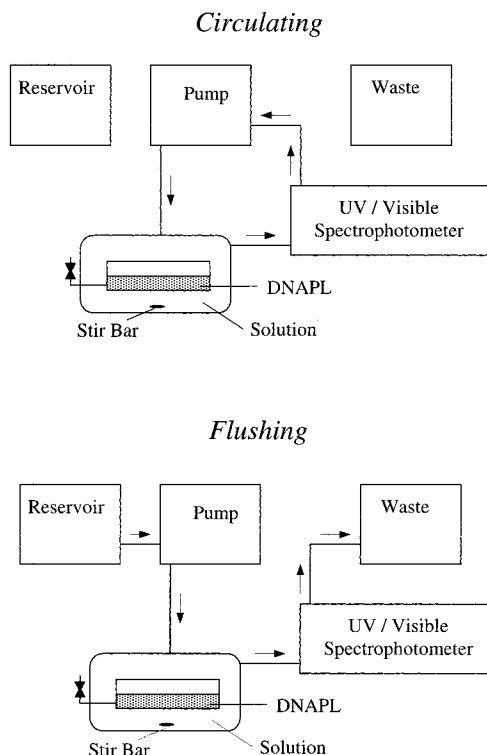 Circulating
Reservoir
Pump
Waste
UV / Visible
Spectrophotometer
DNAPL
Stir Bar
Solution
Flushing
Reservoir
Pump
Waste
UV / Visible
Spectrophotometer
DNAPL
Stir Bar
Solution